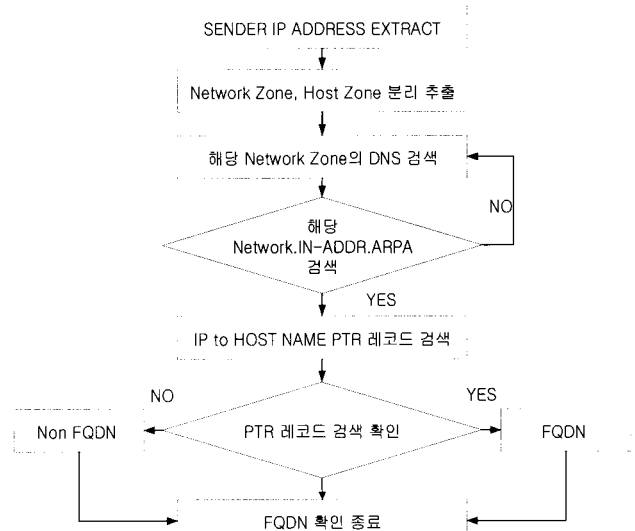 SENDER IP ADDRESS EXTRACT
Network Zone, Host Zone 분리 추출
해당 Network Zone의 DNS 검색
NO
해당
Network.IN-ADDR.ARPA
검색
YES
IP to HOST NAME PTR 레코드 검색
NO
YES
Non FQDN
PTR 레코드 검색 확인
FQDN
FQDN 확인 종료